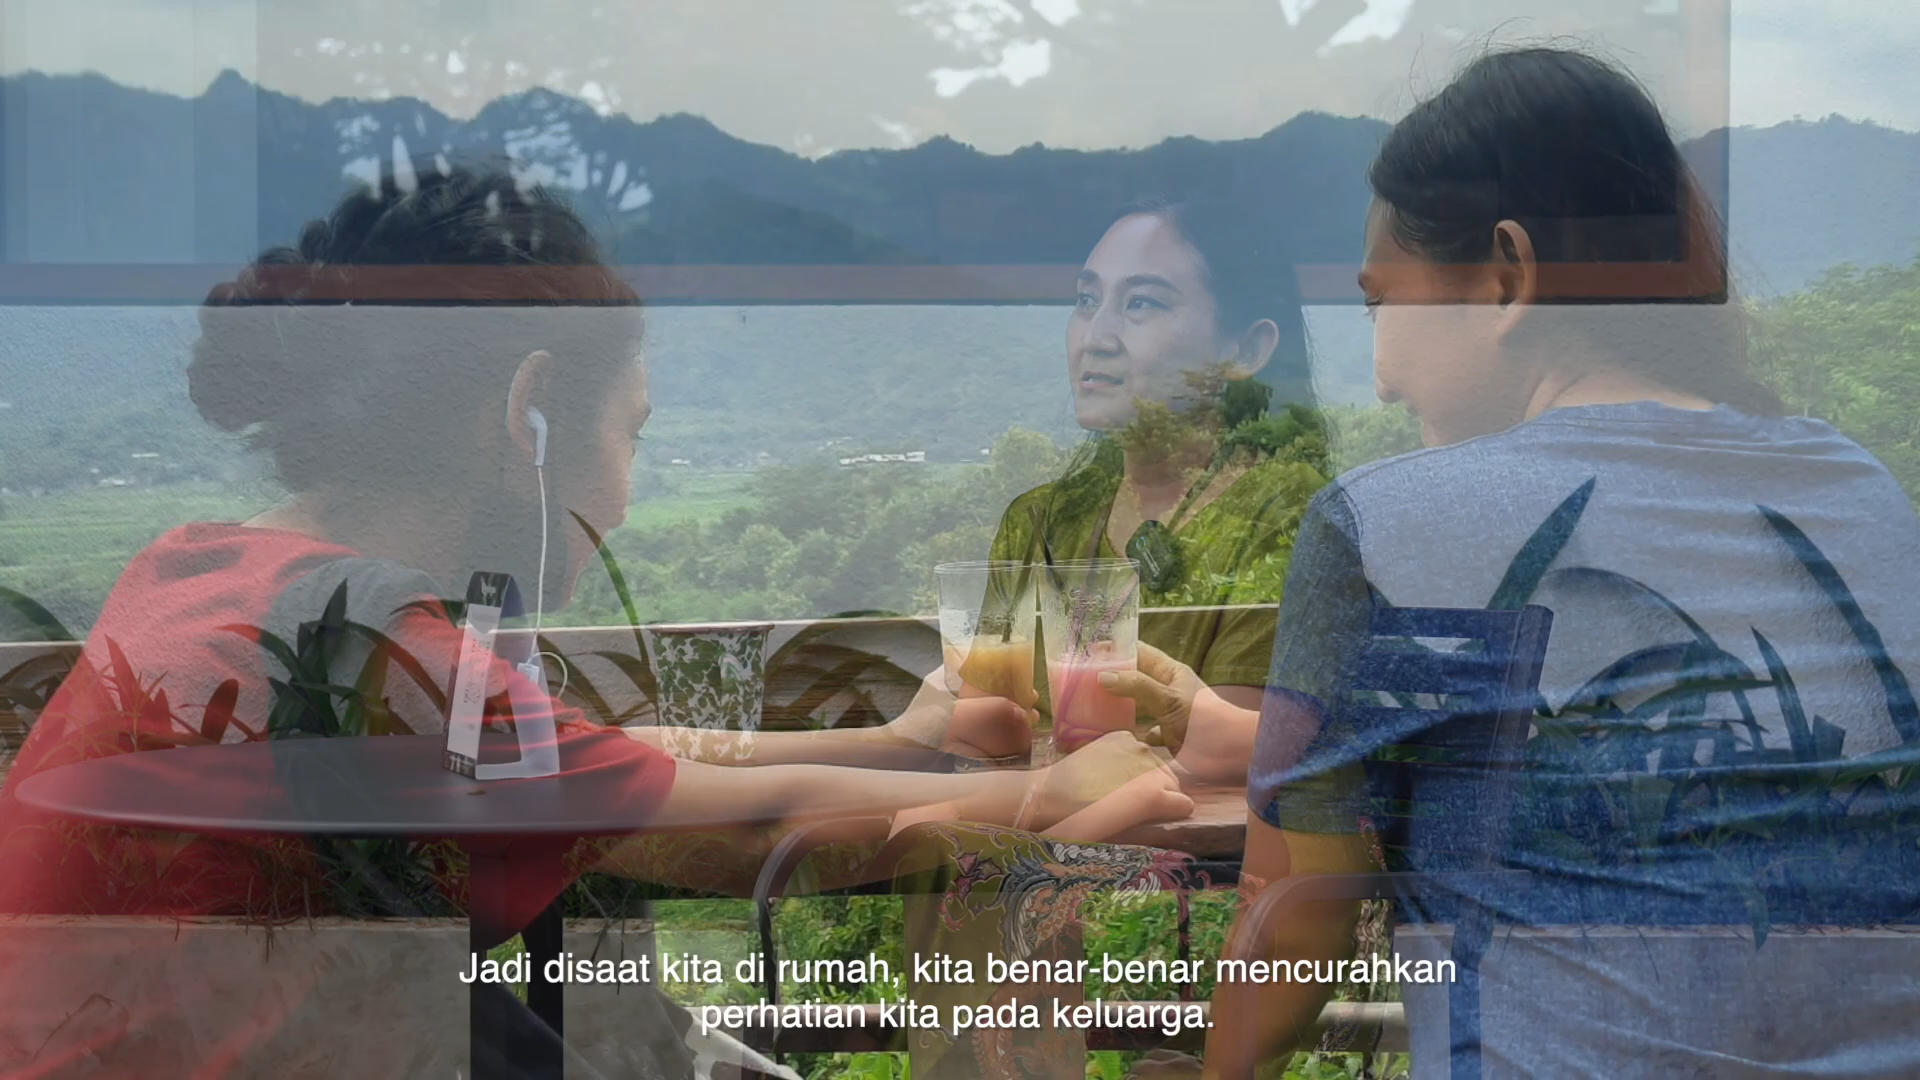 Jadi disaat kita di rumah, kita benar-benar mencurahkan
perhatian kita pada keluarga.